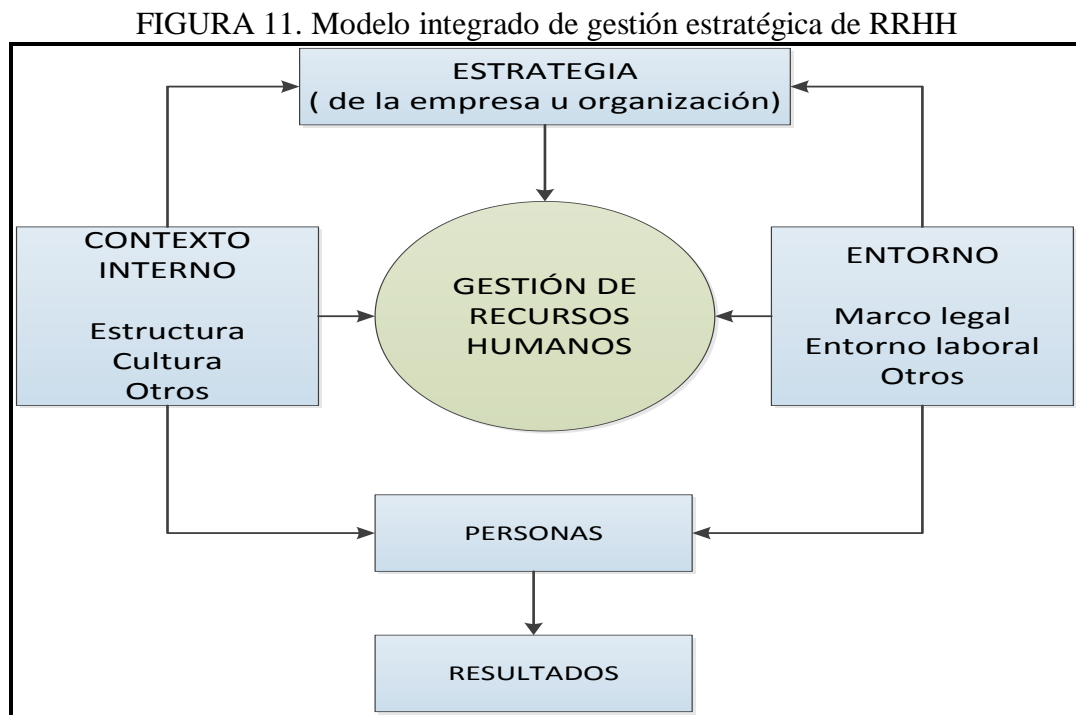 FIGURA 11. Modelo integrado de gestión estratégica de RRHH
ESTRATEGIA
( de la empresa u organización)
CONTEXTO
INTERNO
Estructura
Cultura
Otros
GESTIÓN DE
RECURSOS
HUMANOS
ENTORNO
Marco legal
Entorno laboral
Otros
PERSONAS
RESULTADOS